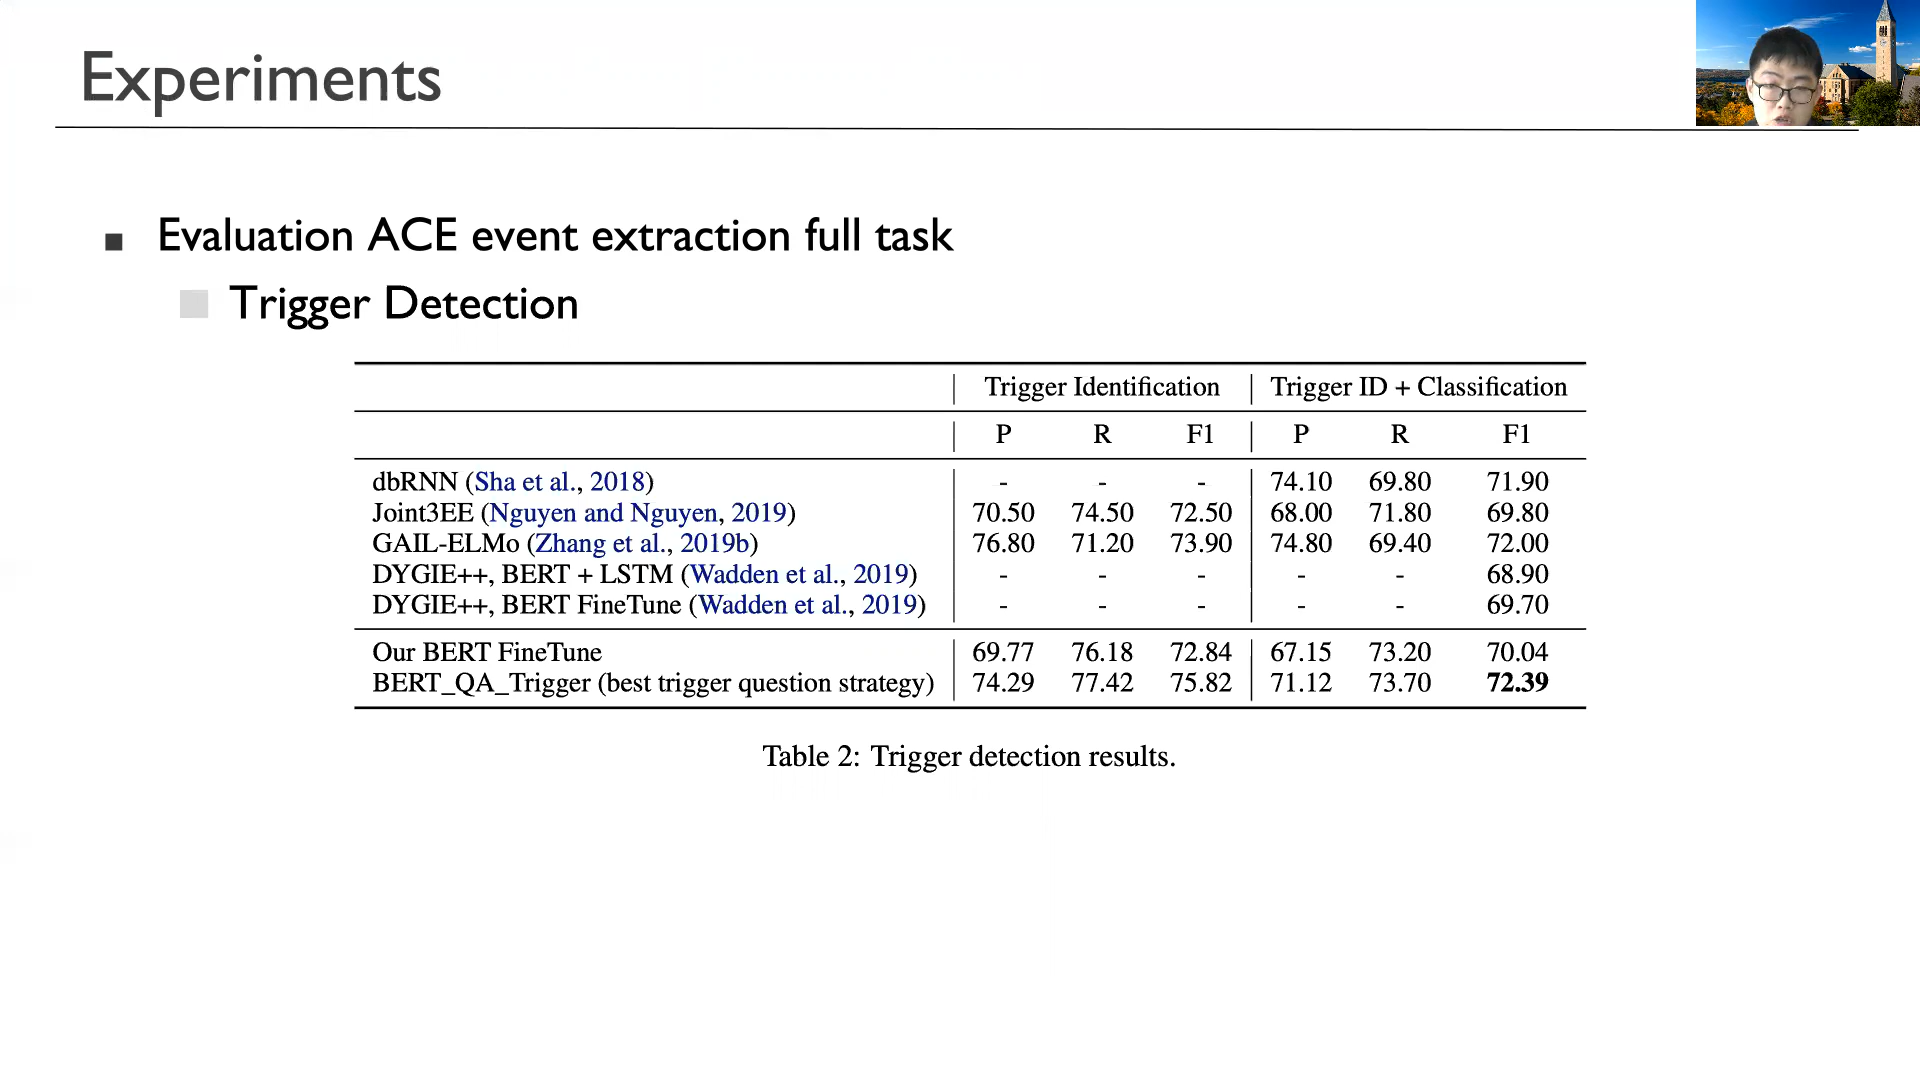 Experiments
Evaluation ACE event extraction full task
Trigger Detection
Trigger Identification Trigger ID + Classification
P R F1 P R F1
dbRNN (Sha et al., 2018) - - - 74.10 69.80 71.90
Joint3EE (Nguyen and Nguyen, 2019) 70.50 74.50 72.50 68.00 71.80 69.80
GAIL-ELMo (Zhang et al., 2019b) 76.80 71.20 73.90 74.80 69.40 72.00
DYGIE++, BERT + LSTM (Wadden et al., 2019) - - - - - 68.90
DYGIE++, BERT FineTune (Wadden et al., 2019) - - - - - 69.70
Our BERT FineTune 69.77 76.18 72.84 67.15 73.20 70.04
BERT_QA_Trigger (best trigger question strategy) 74.29 77.42 75.82 71.12 73.70 72.39
Table 2: Trigger detection results.